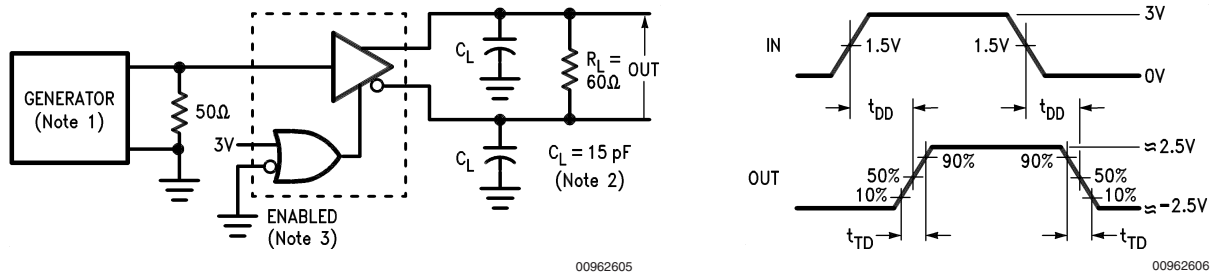 GENERATOR
(Note 1)
50Ω
3V
ENABLED
(Note 3)
C_L
C_L
R_L =
60Ω
OUT
C_L = 15 pF
(Note 2)
00962605
IN
1.5V
1.5V
3V
0V
t_DD
t_DD
OUT
90%
50%
10%
90%
50%
10%
≈2.5V
≈-2.5V
t_TD
t_TD
00962606